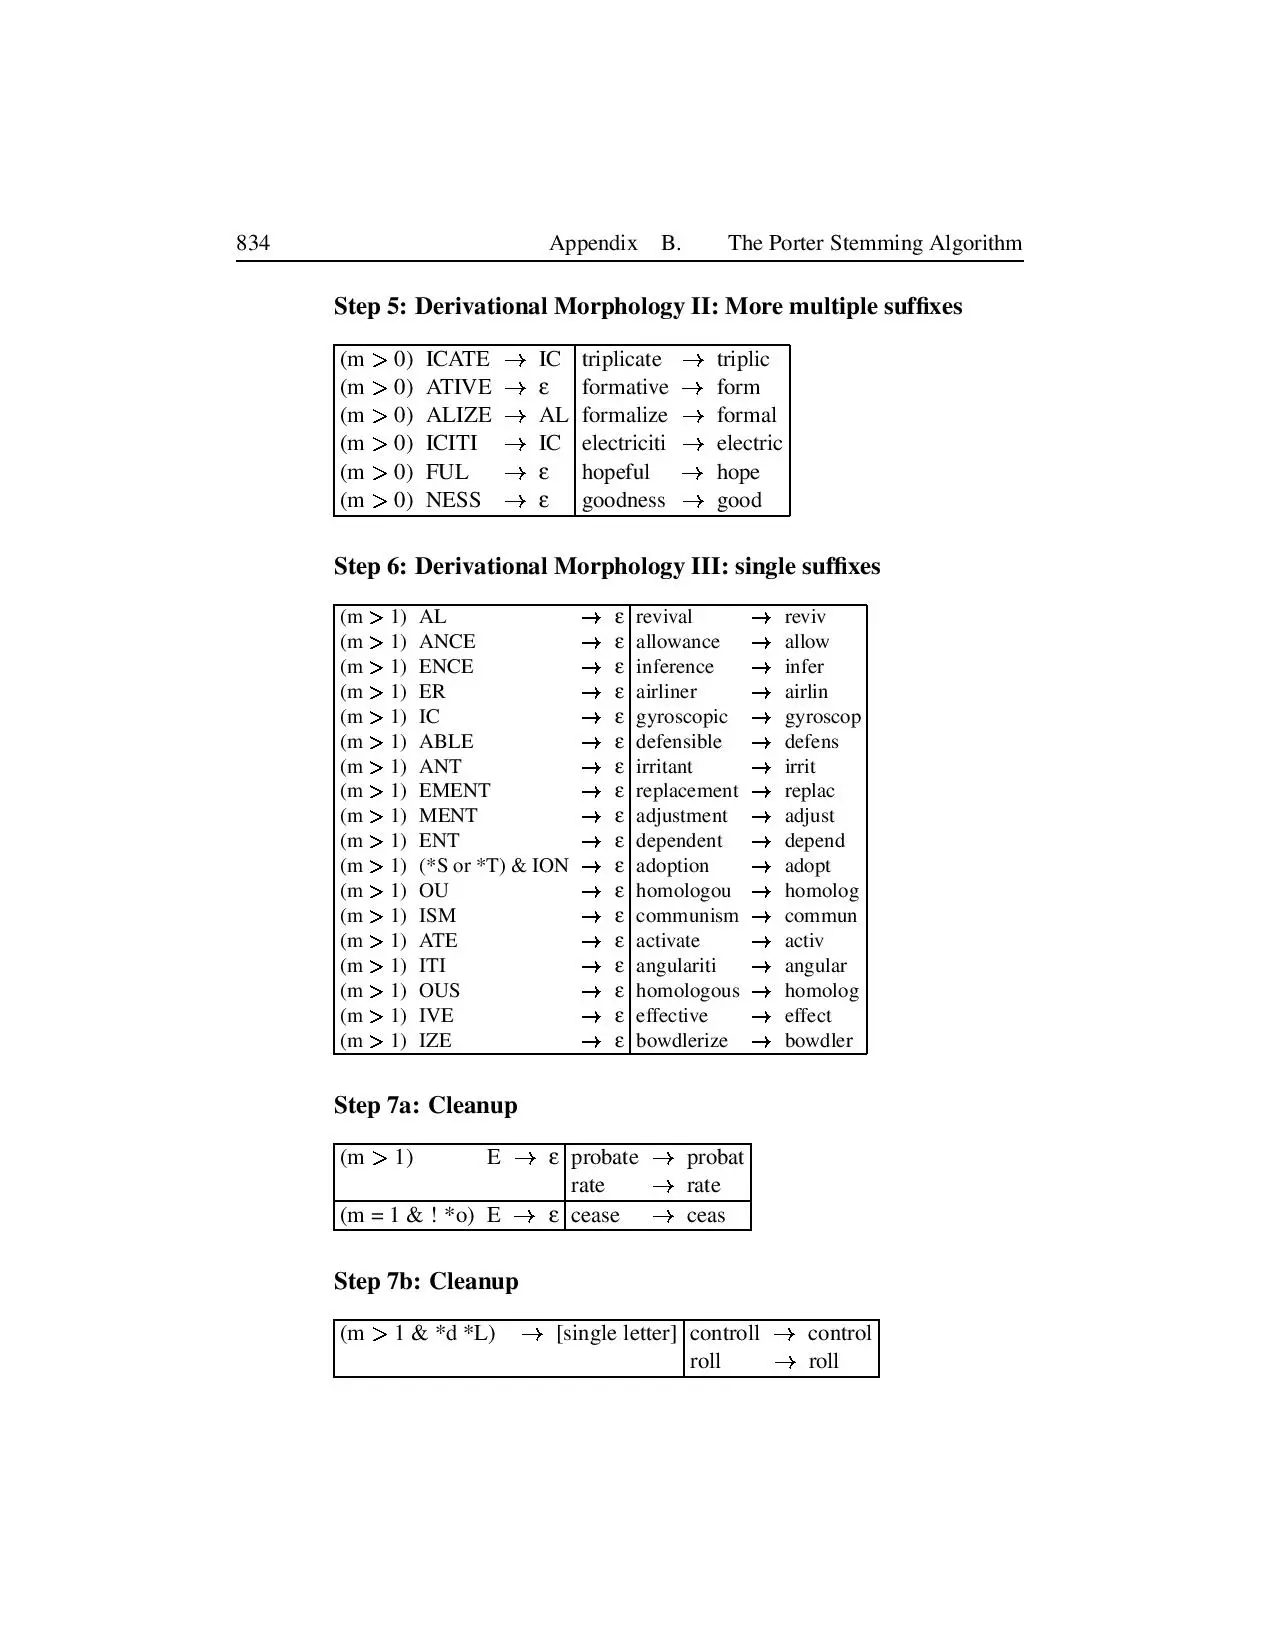 834 Appendix B. The Porter Stemming Algorithm
Step 5: Derivational Morphology II: More multiple suffixes
(m > 0) ICATE → IC triplicate → triplic
(m > 0) ATIVE → ε formative → form
(m > 0) ALIZE → AL formalize → formal
(m > 0) ICITI → IC electriciti → electric
(m > 0) FUL → ε hopeful → hope
(m > 0) NESS → ε goodness → good
Step 6: Derivational Morphology III: single suffixes
(m > 1) AL → ε revival → reviv
(m > 1) ANCE → ε allowance → allow
(m > 1) ENCE → ε inference → infer
(m > 1) ER → ε airliner → airlin
(m > 1) IC → ε gyroscopic → gyroscop
(m > 1) ABLE → ε defensible → defens
(m > 1) ANT → ε irritant → irrit
(m > 1) EMENT → ε replacement → replac
(m > 1) MENT → ε adjustment → adjust
(m > 1) ENT → ε dependent → depend
(m > 1) (*S or *T) & ION → ε adoption → adopt
(m > 1) OU → ε homologou → homolog
(m > 1) ISM → ε communism → commun
(m > 1) ATE → ε activate → activ
(m > 1) ITI → ε angulariti → angular
(m > 1) OUS → ε homologous → homolog
(m > 1) IVE → ε effective → effect
(m > 1) IZE → ε bowdlerize → bowdler
Step 7a: Cleanup
(m > 1) E → ε probate → probat
rate → rate
(m = 1 & ! *o) E → ε cease → ceas
Step 7b: Cleanup
(m > 1 & *d *L) → [single letter] controll → control
roll → roll